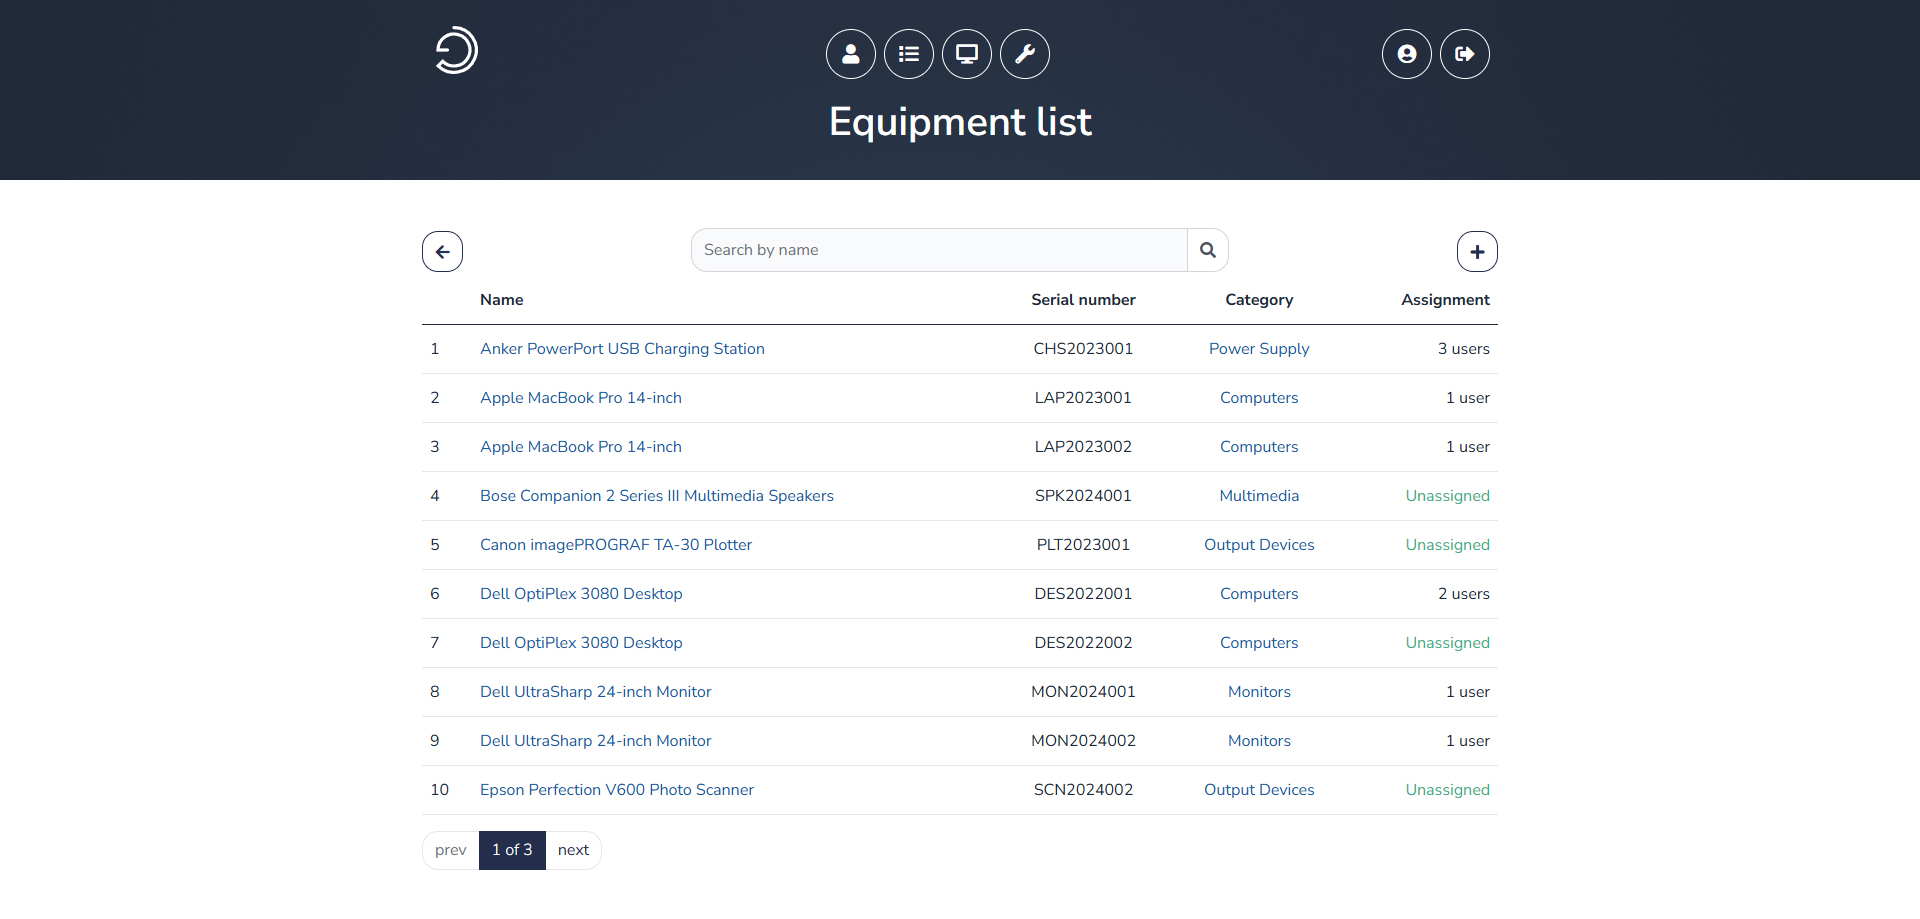 Equipment list
Search by name
Name Serial number Category Assignment
1 Anker PowerPort USB Charging Station CHS2023001 Power Supply 3 users
2 Apple MacBook Pro 14-inch LAP2023001 Computers 1 user
3 Apple MacBook Pro 14-inch LAP2023002 Computers 1 user
4 Bose Companion 2 Series III Multimedia Speakers SPK2024001 Multimedia Unassigned
5 Canon imagePROGRAF TA-30 Plotter PLT2023001 Output Devices Unassigned
6 Dell OptiPlex 3080 Desktop DES2022001 Computers 2 users
7 Dell OptiPlex 3080 Desktop DES2022002 Computers Unassigned
8 Dell UltraSharp 24-inch Monitor MON2024001 Monitors 1 user
9 Dell UltraSharp 24-inch Monitor MON2024002 Monitors 1 user
10 Epson Perfection V600 Photo Scanner SCN2024002 Output Devices Unassigned
prev 1 of 3 next